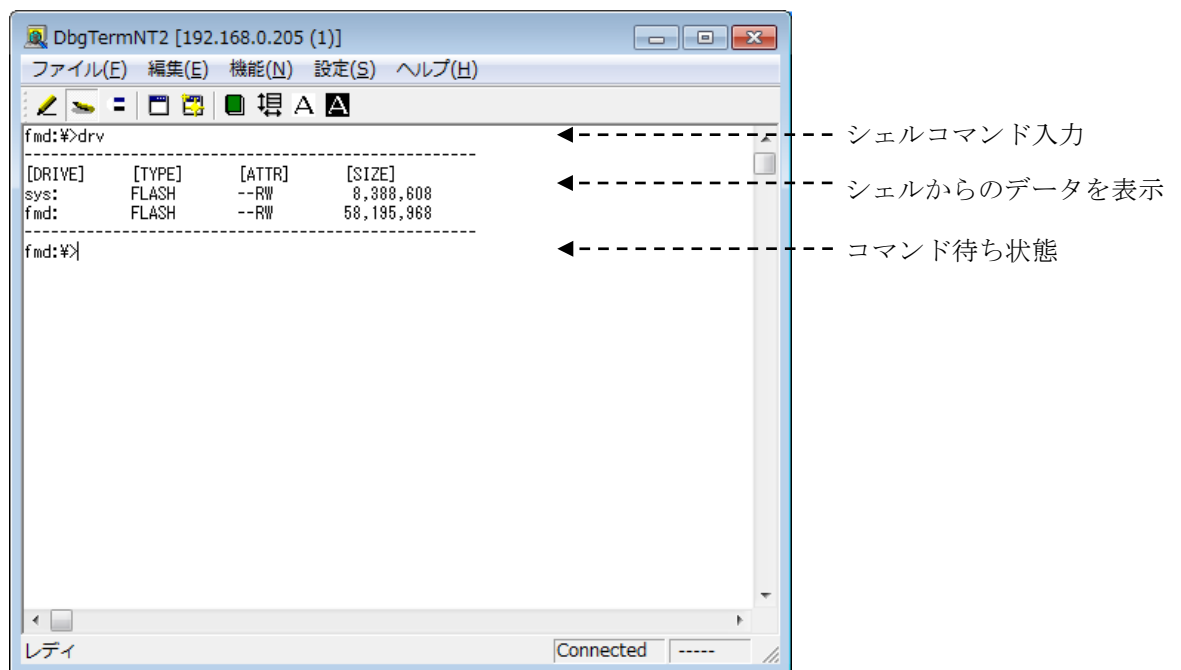 DbgTermNT2 [192.168.0.205 (1)]
ファイル(F) 編集(E) 機能(N) 設定(S) ヘルプ(H)
A A
fmd:¥>drv
------------------------------------------------------
[DRIVE] [TYPE] [ATTR] [SIZE]
sys: FLASH --RW 8,388,608
fmd: FLASH --RW 58,195,968
------------------------------------------------------
fmd:¥>
シェルコマンド入力
シェルからのデータを表示
コマンド待ち状態
レディ Connected -----